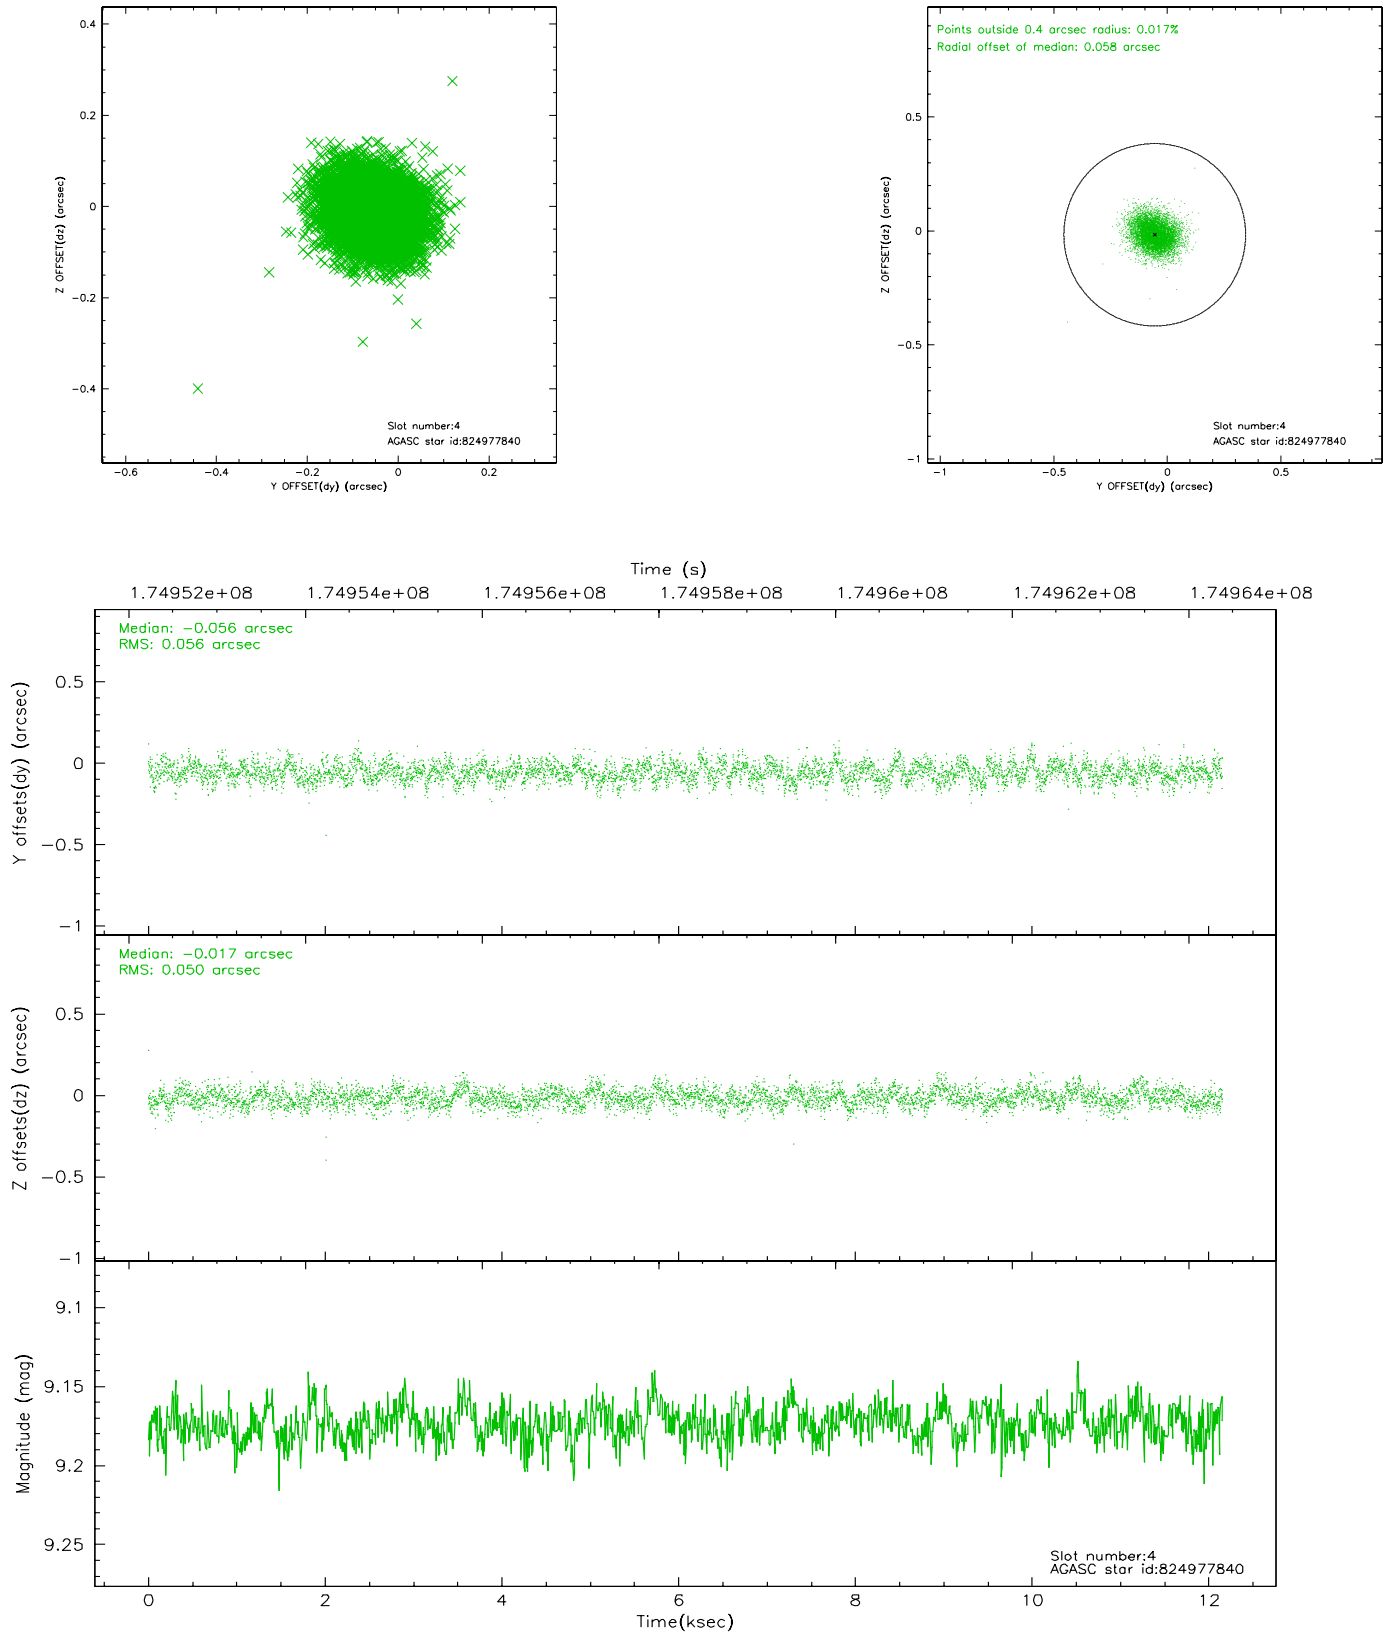 0.4
0.2
0
−0.2
−0.4
Z OFFSET(dz) (arcsec)
Slot number:4
AGASC star id:824977840
−0.6 −0.4 −0.2 0 0.2
Y OFFSET(dy) (arcsec)
Points outside 0.4 arcsec radius: 0.017%
Radial offset of median: 0.058 arcsec
0.5
0
−0.5
−1
Z OFFSET(dz) (arcsec)
Slot number:4
AGASC star id:824977840
−1 −0.5 0 0.5
Y OFFSET(dy) (arcsec)
Time (s)
1.74952e+08 1.74954e+08 1.74956e+08 1.74958e+08 1.7496e+08 1.74962e+08 1.74964e+08
Median: −0.056 arcsec
RMS: 0.056 arcsec
0.5
0
−0.5
−1
Y offsets(dy) (arcsec)
Median: −0.017 arcsec
RMS: 0.050 arcsec
0.5
0
−0.5
−1
Z offsets(dz) (arcsec)
9.1
9.15
9.2
9.25
Magnitude (mag)
Slot number:4
AGASC star id:824977840
0 2 4 6 8 10 12
Time(ksec)